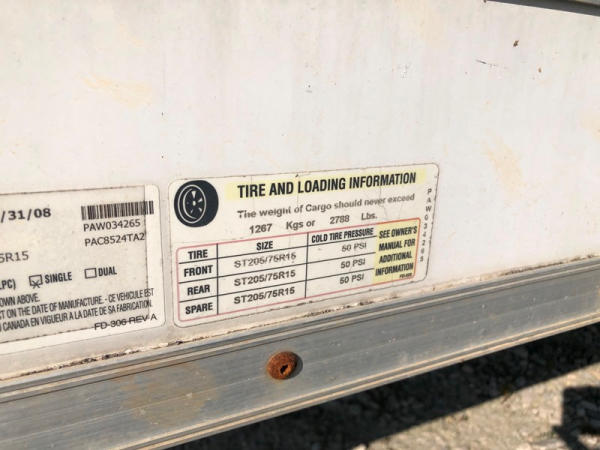 /31/08
PAW034265
PAC8524TA2
5R15
LPC) SINGLE DUAL
OWN ABOVE.
ST ON THE DATE OF MANUFACTURE - CE VEHICULE EST
CANADA EN VIGUEUR A LA DATE DE SA FABRICATION.
FD-306 REV A
TIRE AND LOADING INFORMATION
The weight of Cargo should never exceed
1267 Kgs or 2788 Lbs.
TIRE SIZE COLD TIRE PRESSURE
FRONT ST205/75R15 50 PSI
REAR ST205/75R15 50 PSI
SPARE ST205/75R15 50 PSI
SEE OWNER'S
MANUAL FOR
ADDITIONAL
INFORMATION
PAW034265